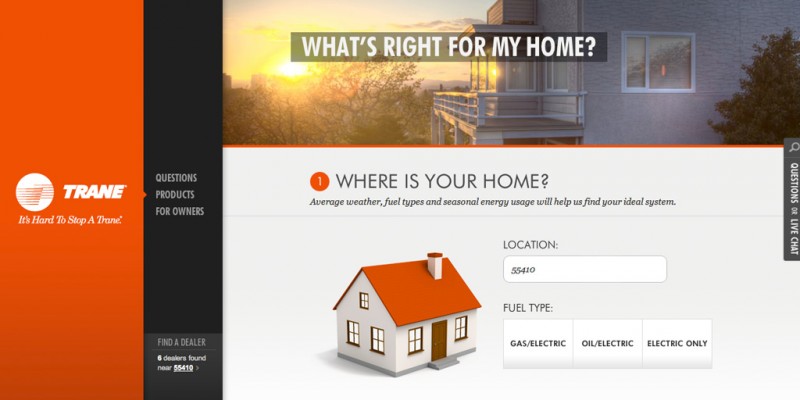 WHAT'S RIGHT FOR MY HOME?
TRANE
It's Hard To Stop A Trane.
QUESTIONS
PRODUCTS
FOR OWNERS
1 WHERE IS YOUR HOME?
Average weather, fuel types and seasonal energy usage will help us find your ideal system.
LOCATION:
55410
FUEL TYPE:
GAS/ELECTRIC OIL/ELECTRIC ELECTRIC ONLY
FIND A DEALER
6 dealers found
near 55410 >
QUESTIONS OR LIVE CHAT